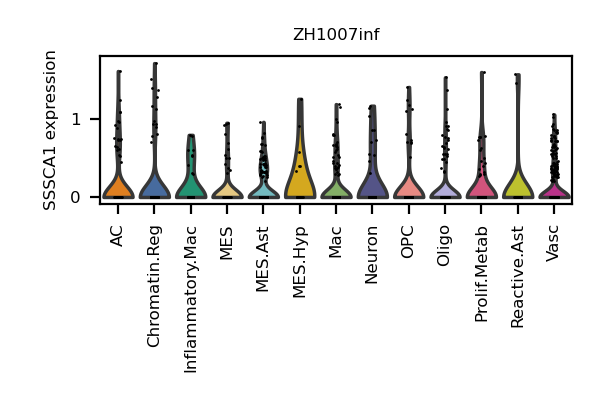 ZH1007inf
SSSCA1 expression
1
0
AC
Chromatin.Reg
Inflammatory.Mac
MES
MES.Ast
MES.Hyp
Mac
Neuron
OPC
Oligo
Prolif.Metab
Reactive.Ast
Vasc